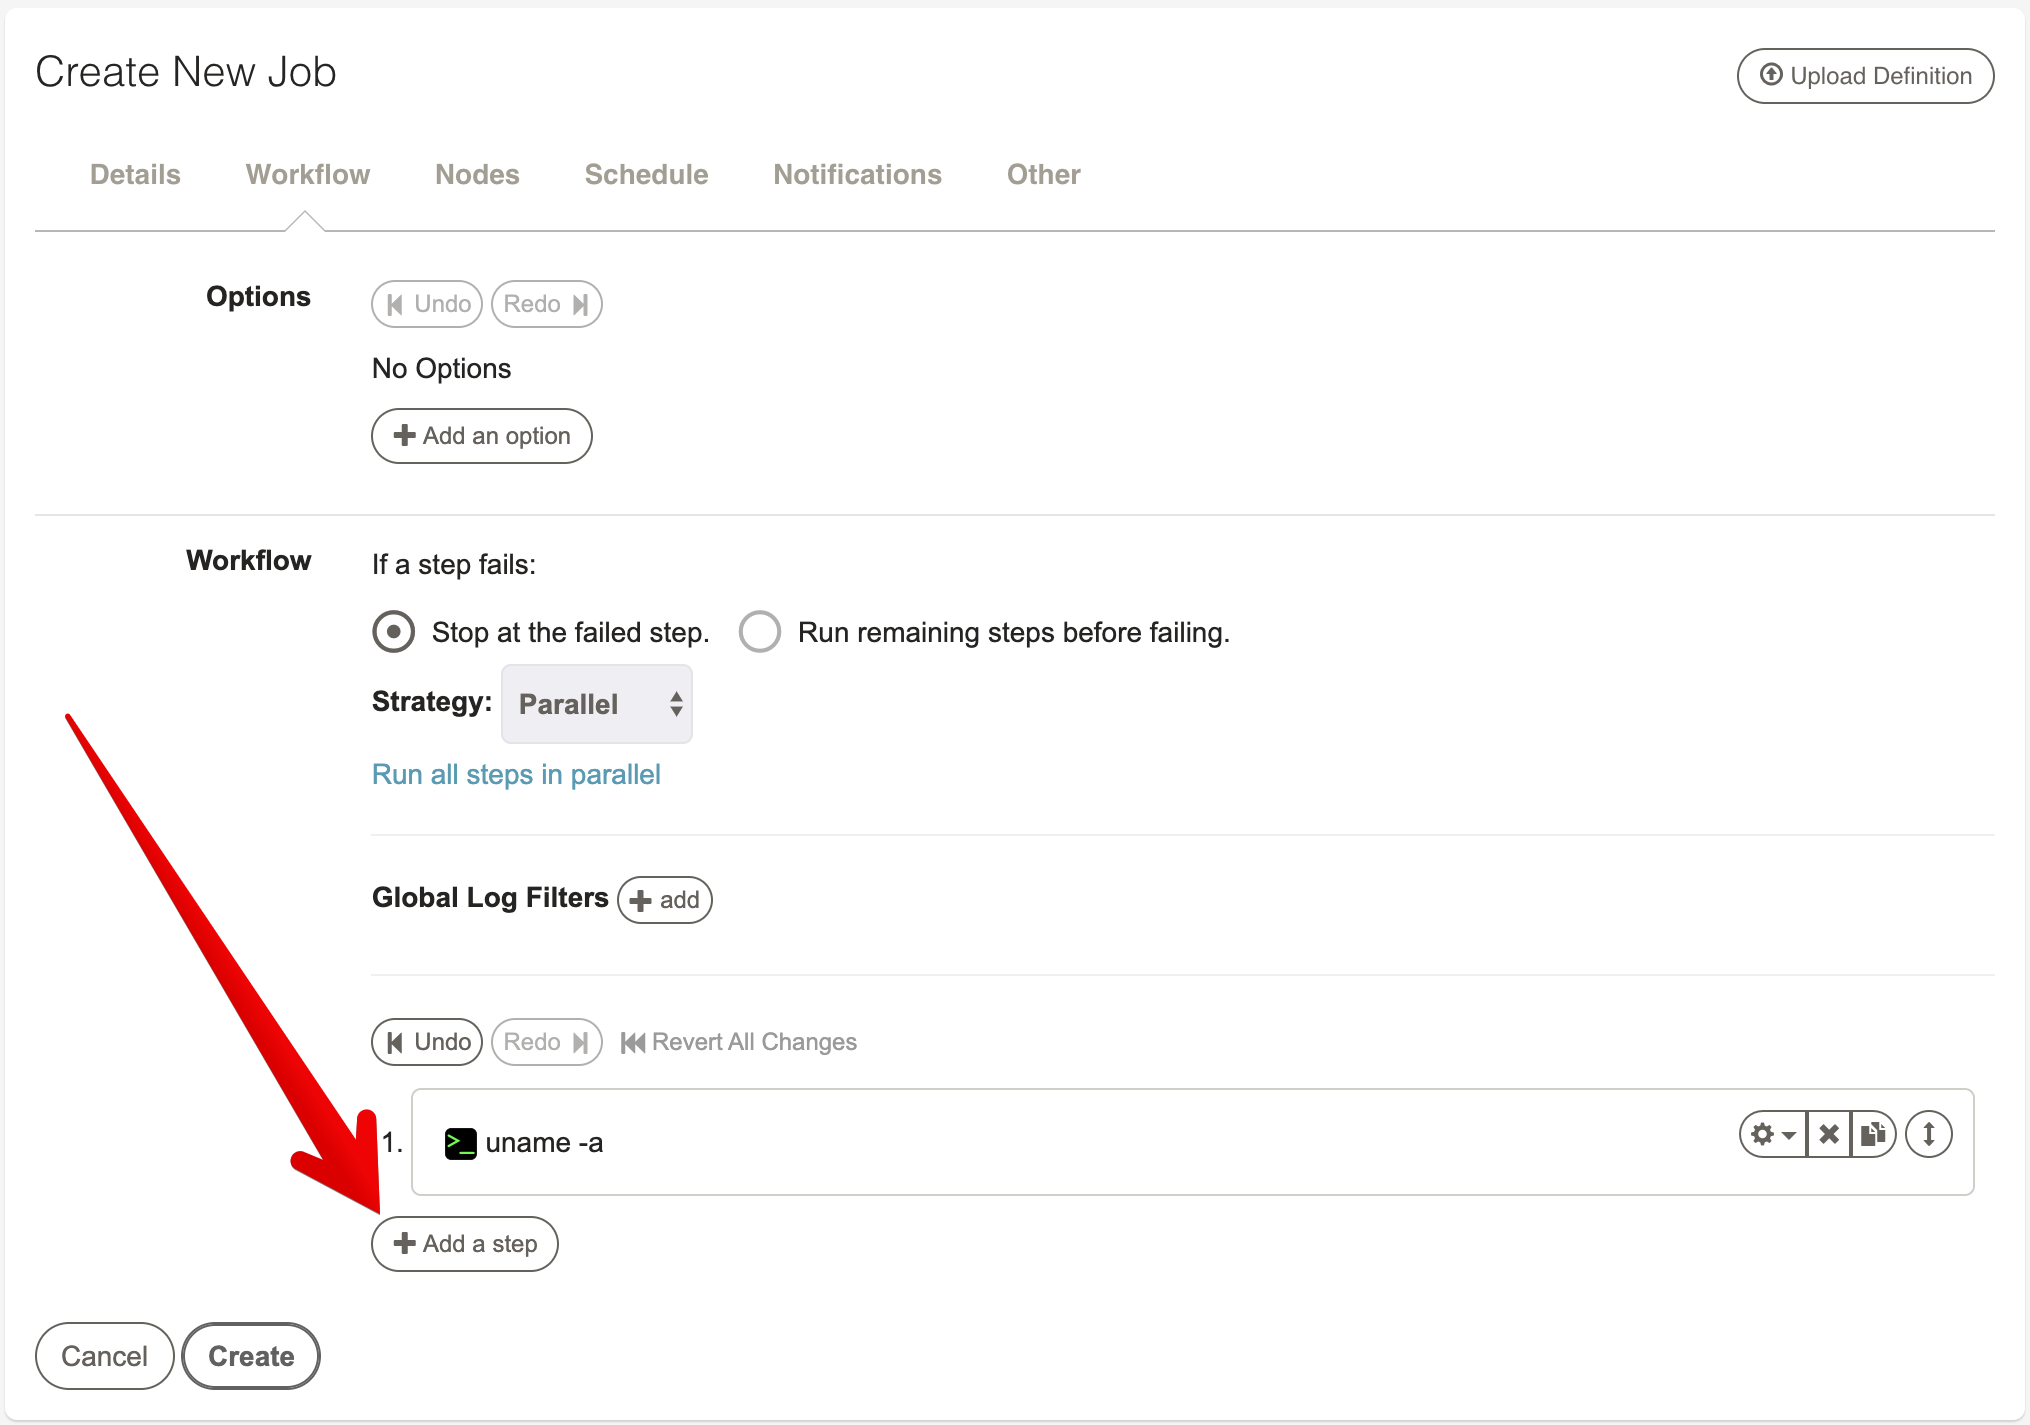 Create New Job
Upload Definition
Details Workflow Nodes Schedule Notifications Other
Options
Undo Redo
No Options
Add an option
Workflow
If a step fails:
Stop at the failed step. Run remaining steps before failing.
Strategy: Parallel
Run all steps in parallel
Global Log Filters add
Undo Redo Revert All Changes
1. uname -a
Add a step
Cancel Create